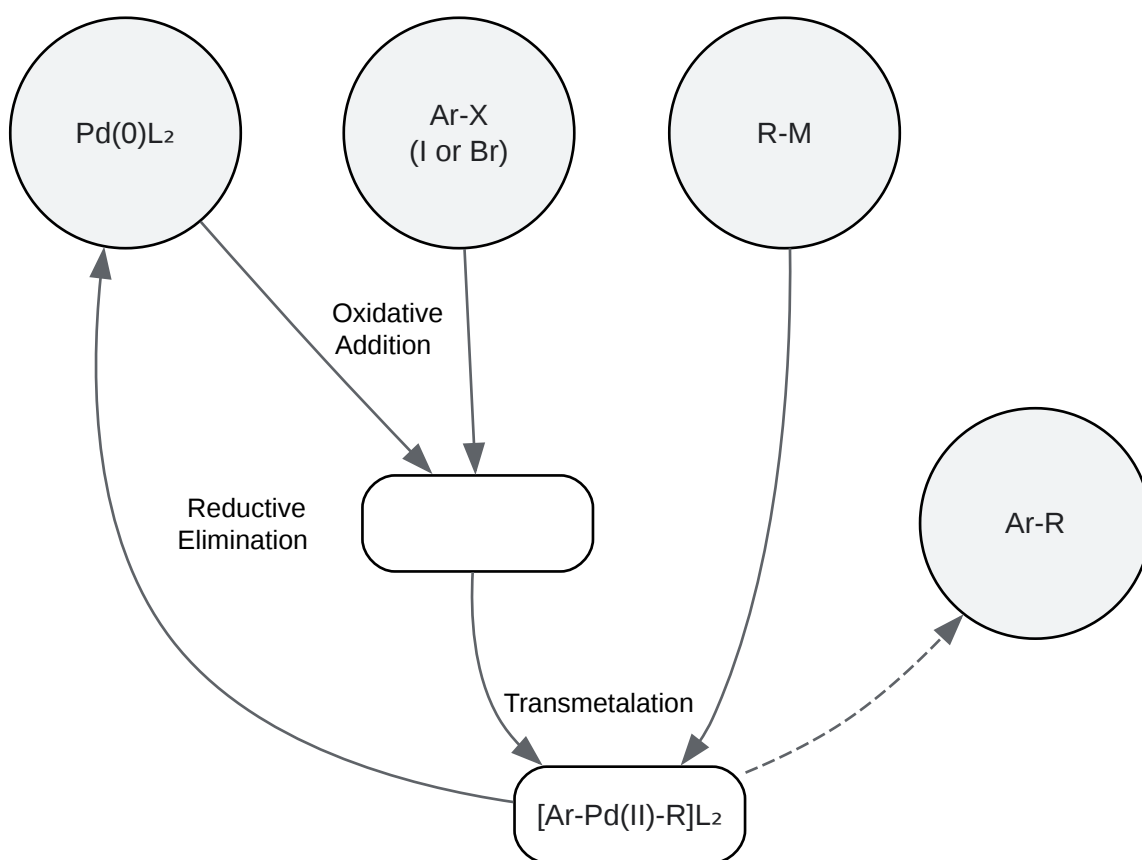 Pd(0)L₂
Ar-X
(I or Br)
R-M
Oxidative
Addition
Reductive
Elimination
Ar-R
Transmetalation
[Ar-Pd(II)-R]L₂